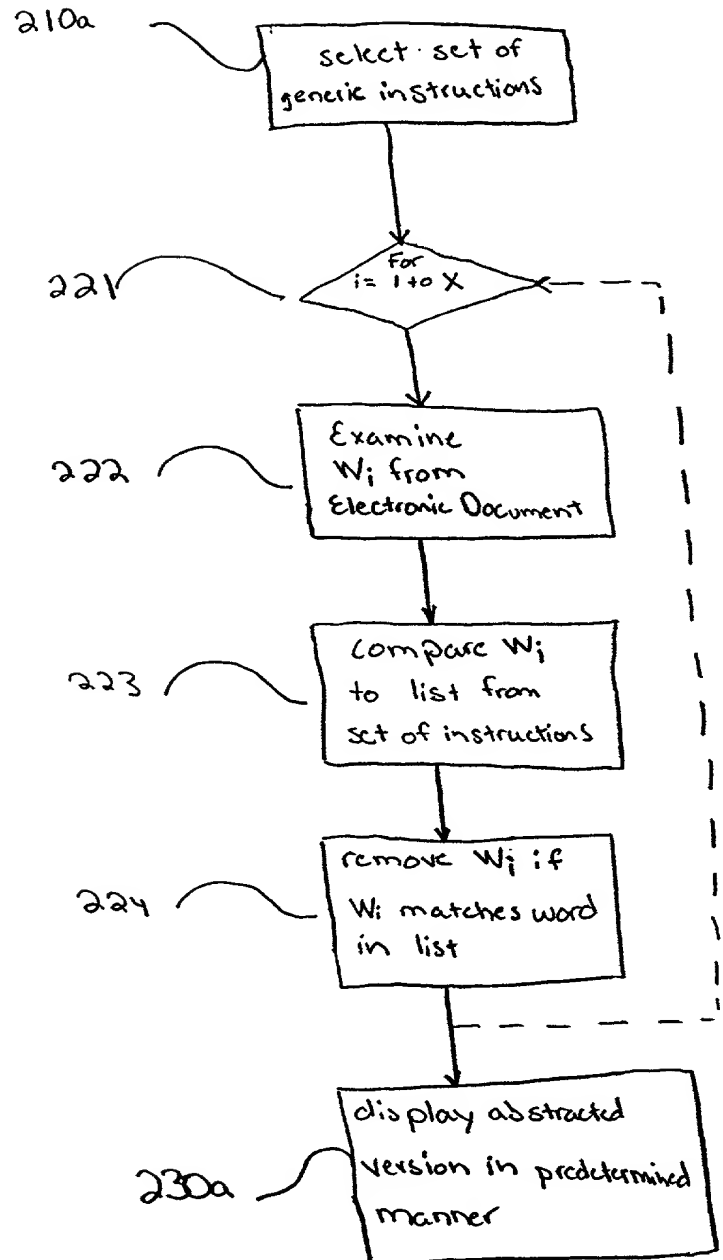 210a
select set of
generic instructions
221
For
i= 1 to X
222
Examine
Wi from
Electronic Document
223
compare Wi
to list from
set of instructions
224
remove Wi if
Wi matches word
in list
230a
display abstracted
version in predetermined
manner